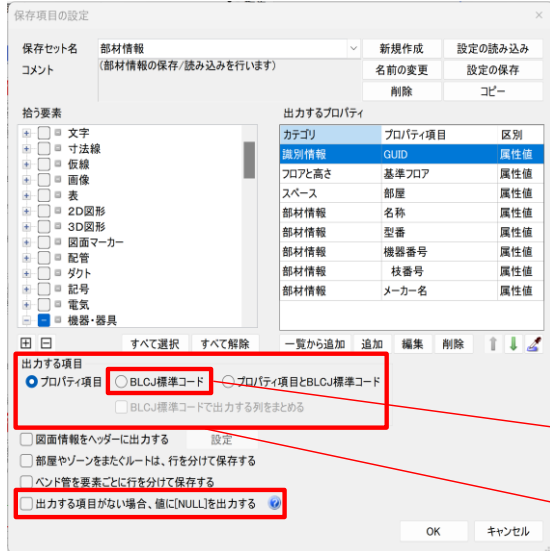 保存項目の設定
保存セット名 部材情報 新規作成 設定の読み込み
コメント (部材情報の保存/読み込みを行います) 名前の変更 設定の保存
削除 コピー
拾う要素 出力するプロパティ
文字
寸法線
仮線
画像
表
2D図形
3D図形
図面マーカー
配管
ダクト
記号
電気
機器・器具
カテゴリ プロパティ項目 区別
識別情報 GUID 属性値
フロアと高さ 基準フロア 属性値
スペース 部屋 属性値
部材情報 名称 属性値
部材情報 型番 属性値
部材情報 機器番号 属性値
部材情報 枝番号 属性値
部材情報 メーカー名 属性値
すべて選択 すべて解除 一覧から追加 追加 編集 削除
出力する項目
プロパティ項目 BLCJ標準コード プロパティ項目とBLCJ標準コード
BLCJ標準コードで出力する列をまとめる
図面情報をヘッダーに出力する 設定
部屋やゾーンをまたぐルートは、行を分けて保存する
ベンド管を要素ごとに行を分けて保存する
出力する項目がない場合、値に[NULL]を出力する
OK キャンセル